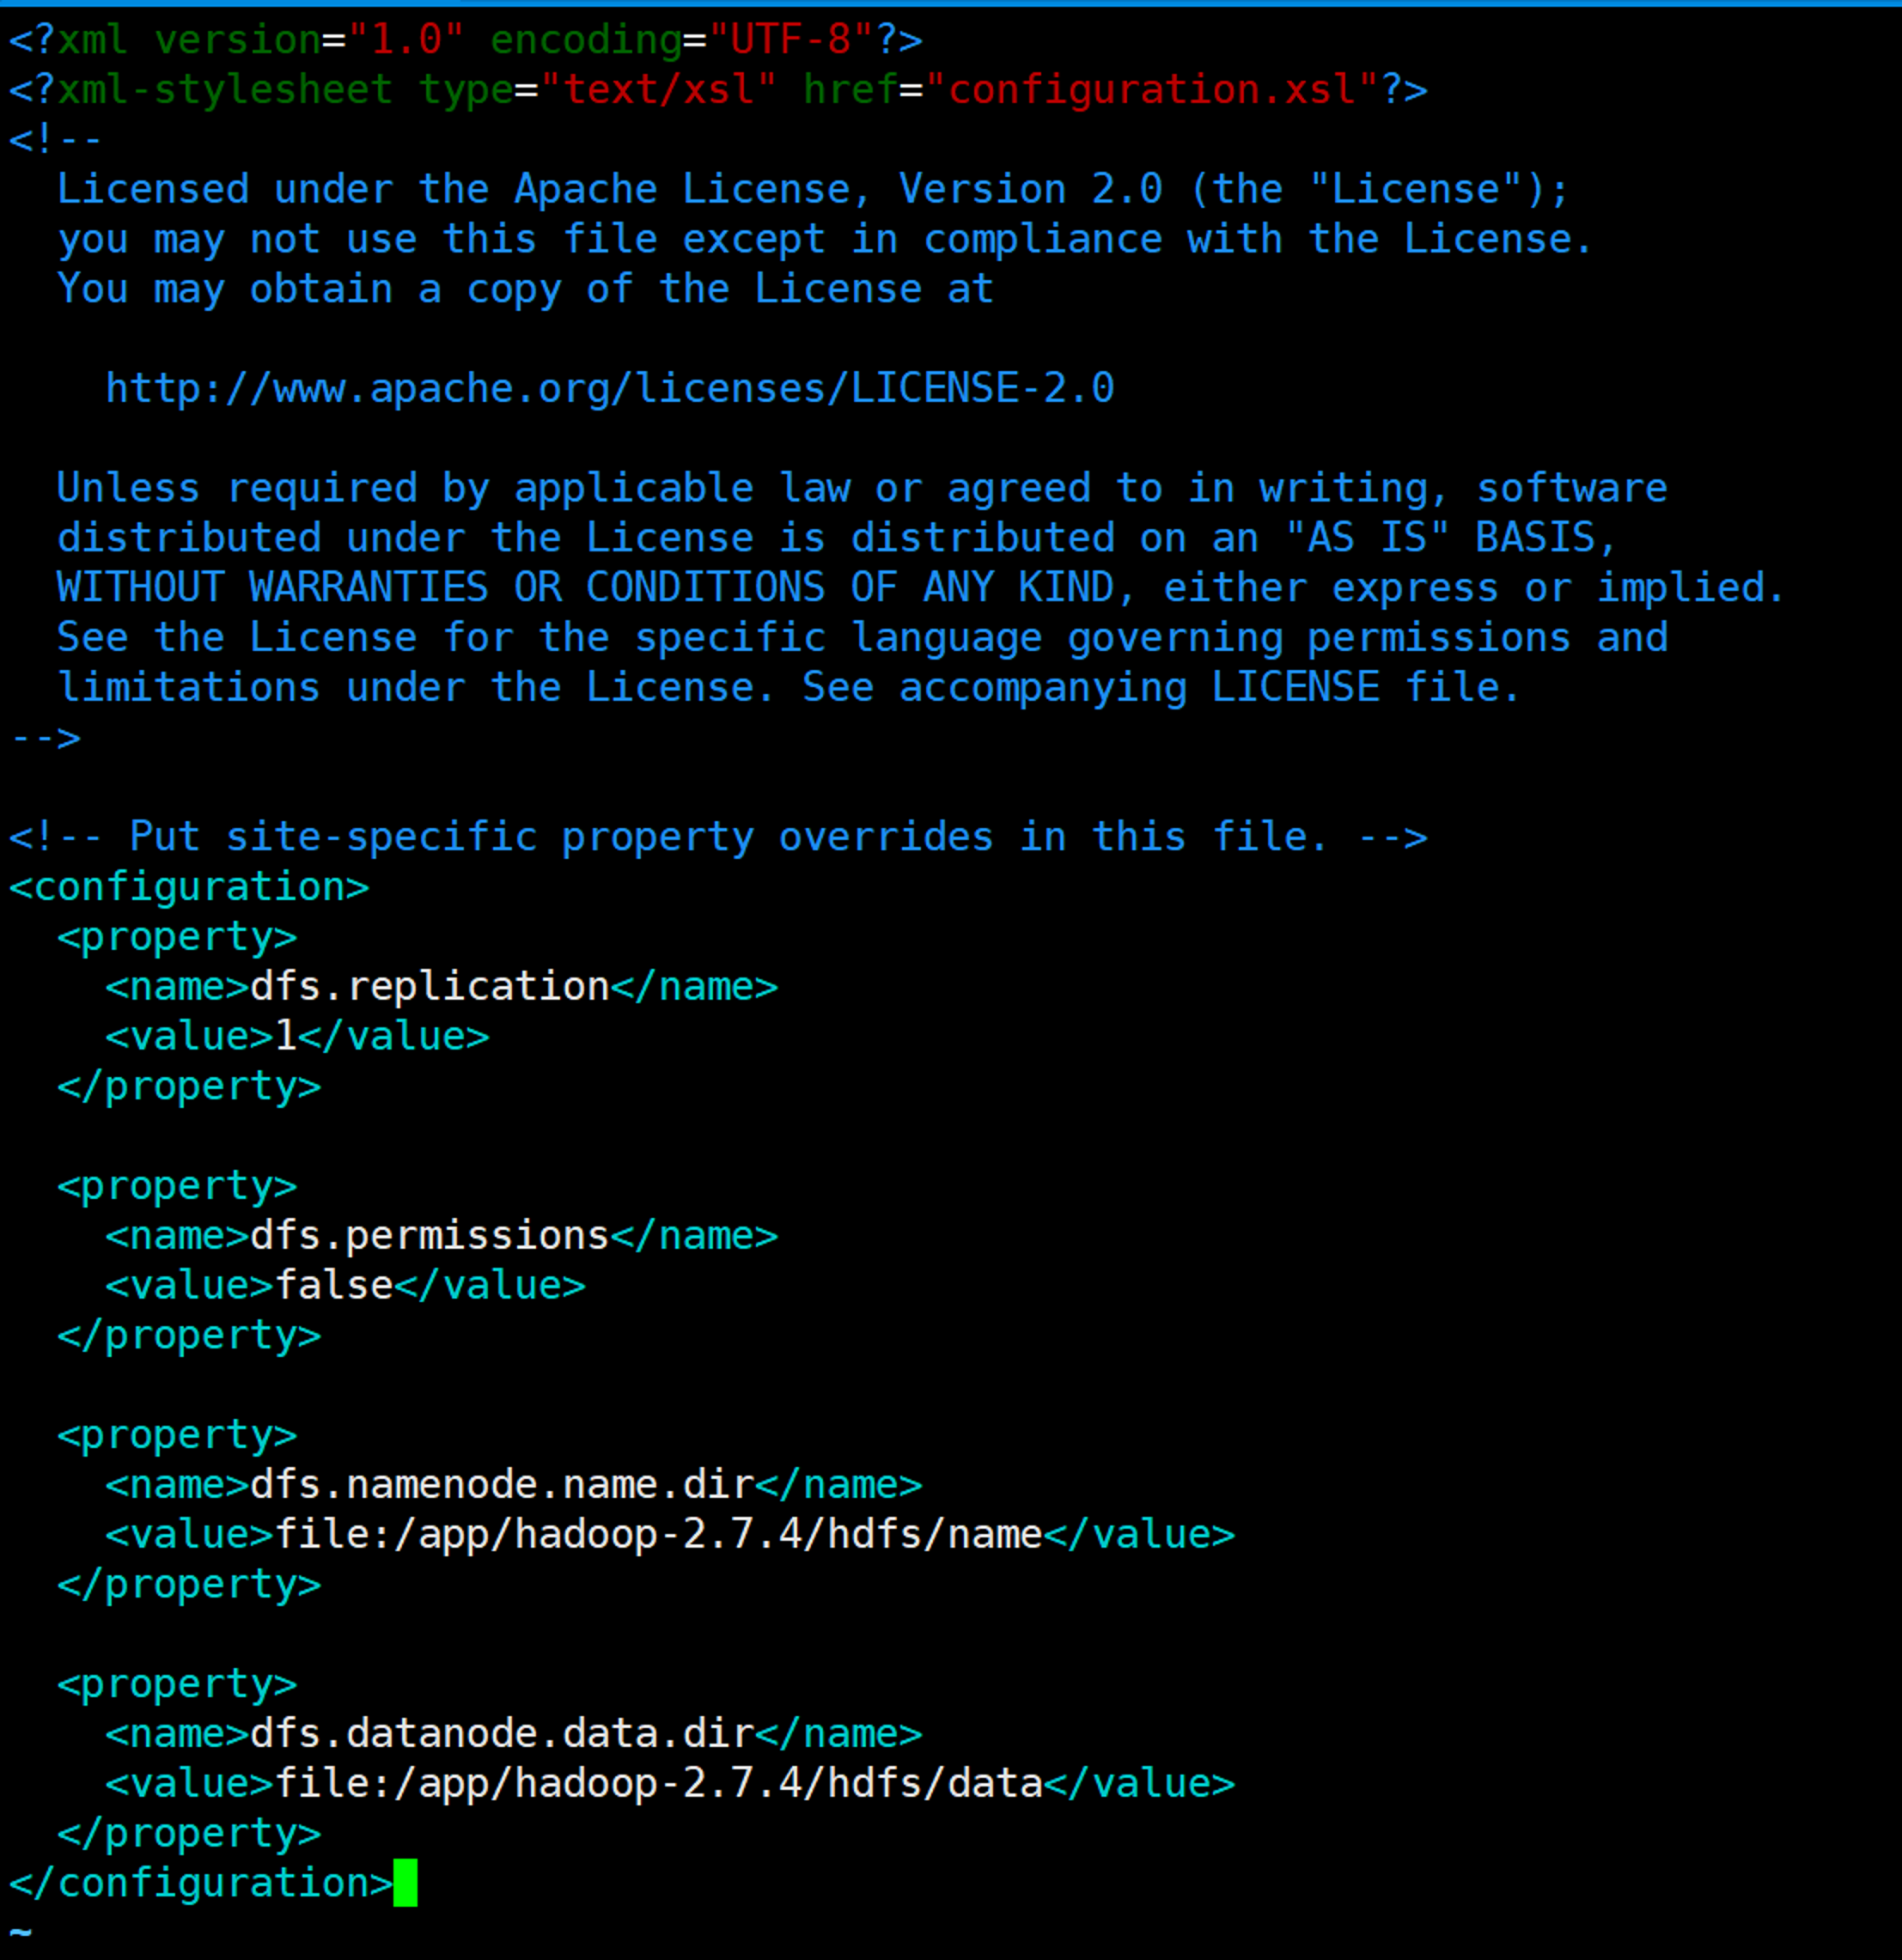 <?xml version="1.0" encoding="UTF-8"?>
<?xml-stylesheet type="text/xsl" href="configuration.xsl"?>
<!--
  Licensed under the Apache License, Version 2.0 (the "License");
  you may not use this file except in compliance with the License.
  You may obtain a copy of the License at

    http://www.apache.org/licenses/LICENSE-2.0

  Unless required by applicable law or agreed to in writing, software
  distributed under the License is distributed on an "AS IS" BASIS,
  WITHOUT WARRANTIES OR CONDITIONS OF ANY KIND, either express or implied.
  See the License for the specific language governing permissions and
  limitations under the License. See accompanying LICENSE file.
-->

<!-- Put site-specific property overrides in this file. -->
<configuration>
  <property>
    <name>dfs.replication</name>
    <value>1</value>
  </property>

  <property>
    <name>dfs.permissions</name>
    <value>false</value>
  </property>

  <property>
    <name>dfs.namenode.name.dir</name>
    <value>file:/app/hadoop-2.7.4/hdfs/name</value>
  </property>

  <property>
    <name>dfs.datanode.data.dir</name>
    <value>file:/app/hadoop-2.7.4/hdfs/data</value>
  </property>
</configuration>
~